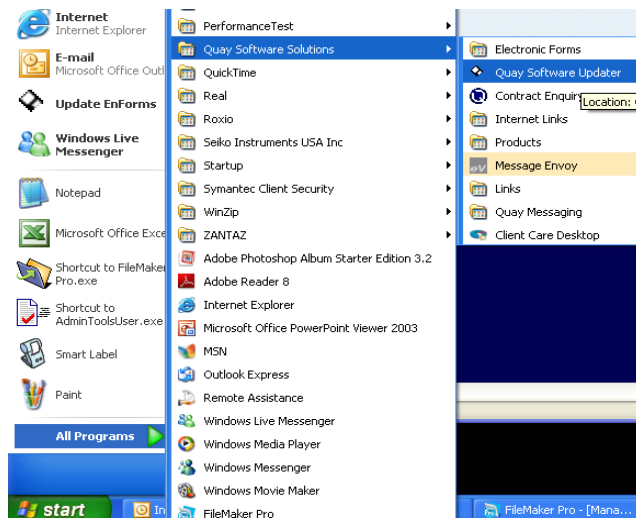 Internet
Internet Explorer
E-mail
Microsoft Office Outl
Update EnForms
Windows Live
Messenger
Notepad
Microsoft Office Exce
Shortcut to FileMaker
Pro.exe
Shortcut to
AdminToolsUser.exe
Smart Label
Paint
All Programs
start
In
PerformanceTest
Quay Software Solutions
QuickTime
Real
Roxio
Seiko Instruments USA Inc
Startup
Symantec Client Security
WinZip
ZANTAZ
Adobe Photoshop Album Starter Edition 3.2
Adobe Reader 8
Internet Explorer
Microsoft Office PowerPoint Viewer 2003
MSN
Outlook Express
Remote Assistance
Windows Live Messenger
Windows Media Player
Windows Messenger
Windows Movie Maker
FileMaker Pro
Electronic Forms
Quay Software Updater
Contract Enquiry
Location:
Internet Links
Products
eV Message Envoy
Links
Quay Messaging
Client Care Desktop
FileMaker Pro - [Mana...